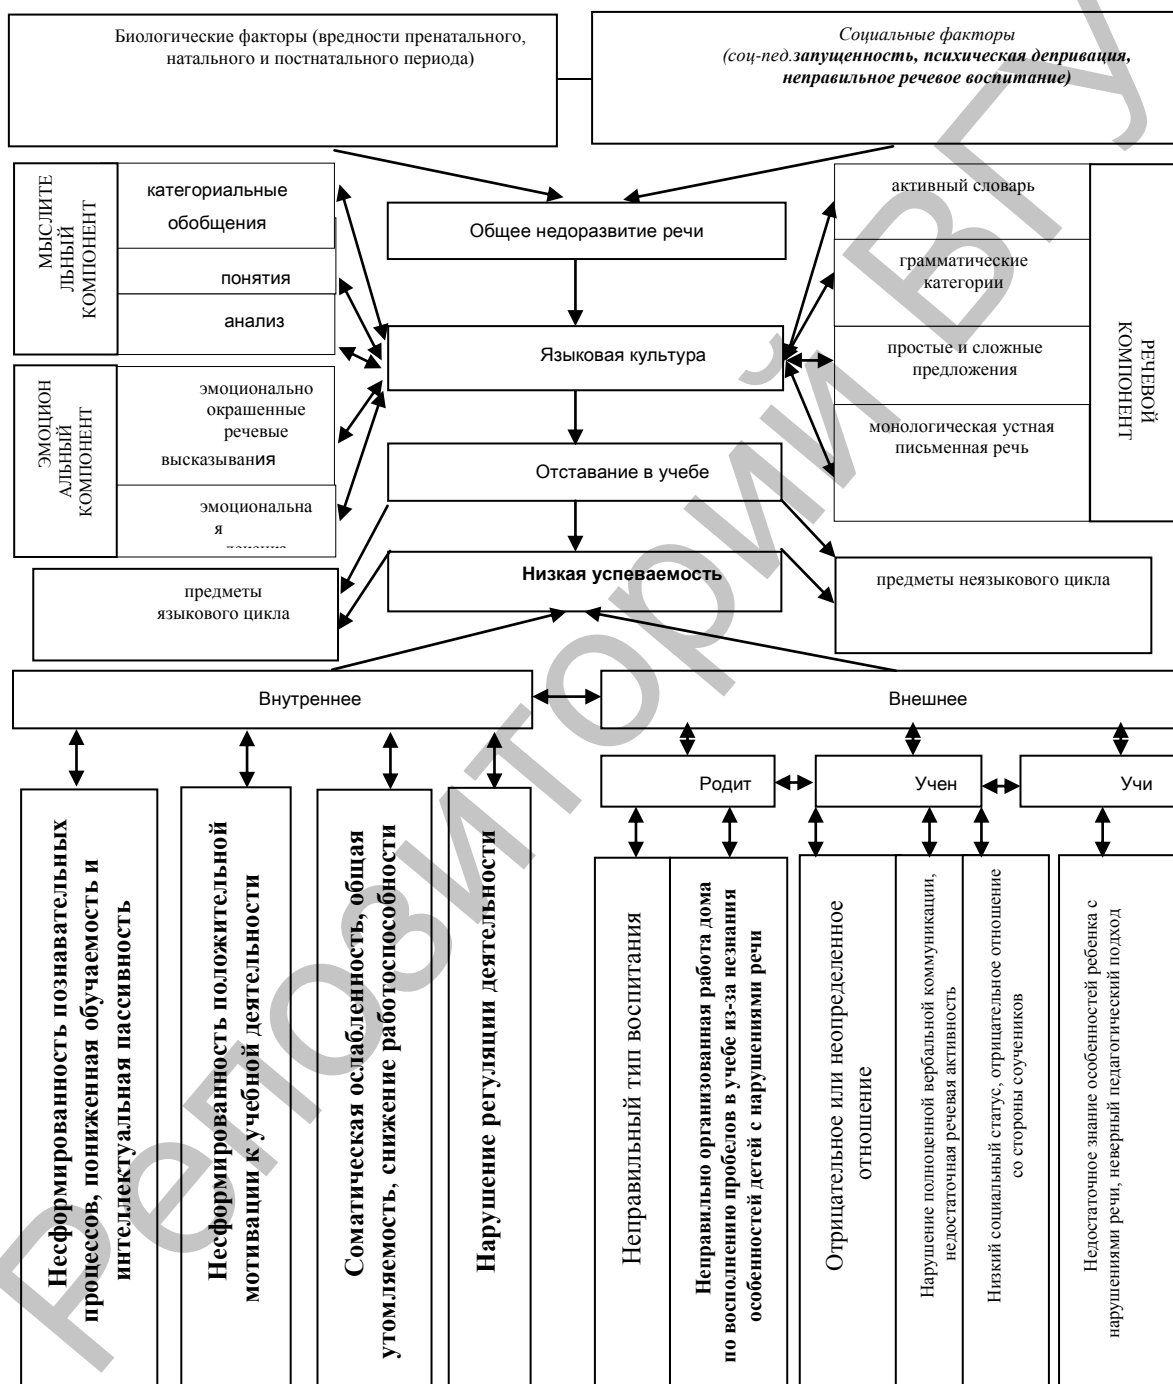 Биологические факторы (вредности пренатального,
натального и постнатального периода)
Социальные факторы
(соц-пед.запущенность, психическая депривация,
неправильное речевое воспитание)
МЫСЛИТЕ
ЛЬНЫЙ
КОМПОНЕНТ
категориальные
обобщения
понятия
анализ
ЭМОЦИОН
АЛЬНЫЙ
КОМПОНЕНТ
эмоционально
окрашенные
речевые
высказывания
эмоциональна
я
Общее недоразвитие речи
Языковая культура
Отставание в учебе
Низкая успеваемость
активный словарь
грамматические
категории
простые и сложные
предложения
монологическая устная
письменная речь
РЕЧЕВОЙ
КОМПОНЕНТ
предметы
языкового цикла
предметы неязыкового цикла
Внутреннее
Внешнее
Родит
Учен
Учи
Несформированность познавательных
процессов, пониженная обучаемость и
интеллектуальная пассивность
Несформированность положительной
мотивации к учебной деятельности
Соматическая ослабленность, общая
утомляемость, снижение работоспособности
Нарушение регуляции деятельности
Неправильный тип воспитания
Неправильно организованная работа дома
по восполнению пробелов в учебе из-за незнания
особенностей детей с нарушениями речи
Отрицательное или неопределенное
отношение
Нарушение полноценной вербальной коммуникации,
недостаточная речевая активность
Низкий социальный статус, отрицательное отношение
со стороны соучеников
Недостаточное знание особенностей ребенка с
нарушениями речи, неверный педагогический подход
Репозиторий ВГУ